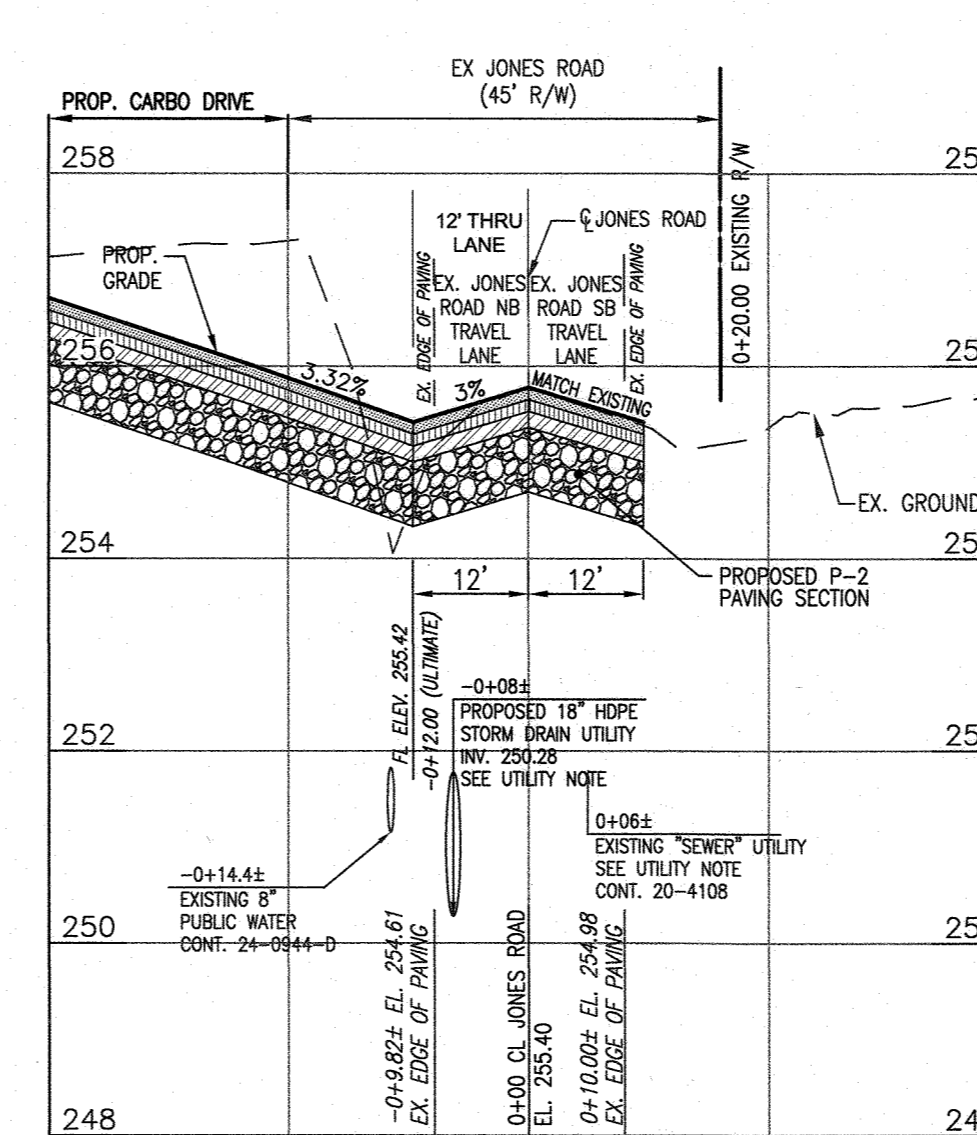 EX JONES ROAD
(45' R/W)
PROP. CARBO DRIVE
258
25
0+20.00 EXISTING R/W
12' THRU
LANE
℄ JONES ROAD
PROP.
GRADE
EX. EDGE OF PAVING
EX. JONES
ROAD NB
TRAVEL
LANE
EX. JONES
ROAD SB
TRAVEL
LANE
EX. EDGE OF PAVING
256
25
3.32%
3%
MATCH EXISTING
EX. GROUND
254
25
12'
12'
PROPOSED P-2
PAVING SECTION
FL ELEV. 255.42
-0+12.00 (ULTIMATE)
-0+08±
PROPOSED 18" HDPE
STORM DRAIN UTILITY
INV. 250.28
SEE UTILITY NOTE
252
25
0+06±
EXISTING "SEWER" UTILITY
SEE UTILITY NOTE
CONT. 20-4108
-0+14.4±
EXISTING 8"
PUBLIC WATER
CONT. 24-0944-D
250
25
-0+9.82± EL. 254.61
EX. EDGE OF PAVING
0+00 CL JONES ROAD
EL. 255.40
0+10.00± EL. 254.98
EX. EDGE OF PAVING
248
24